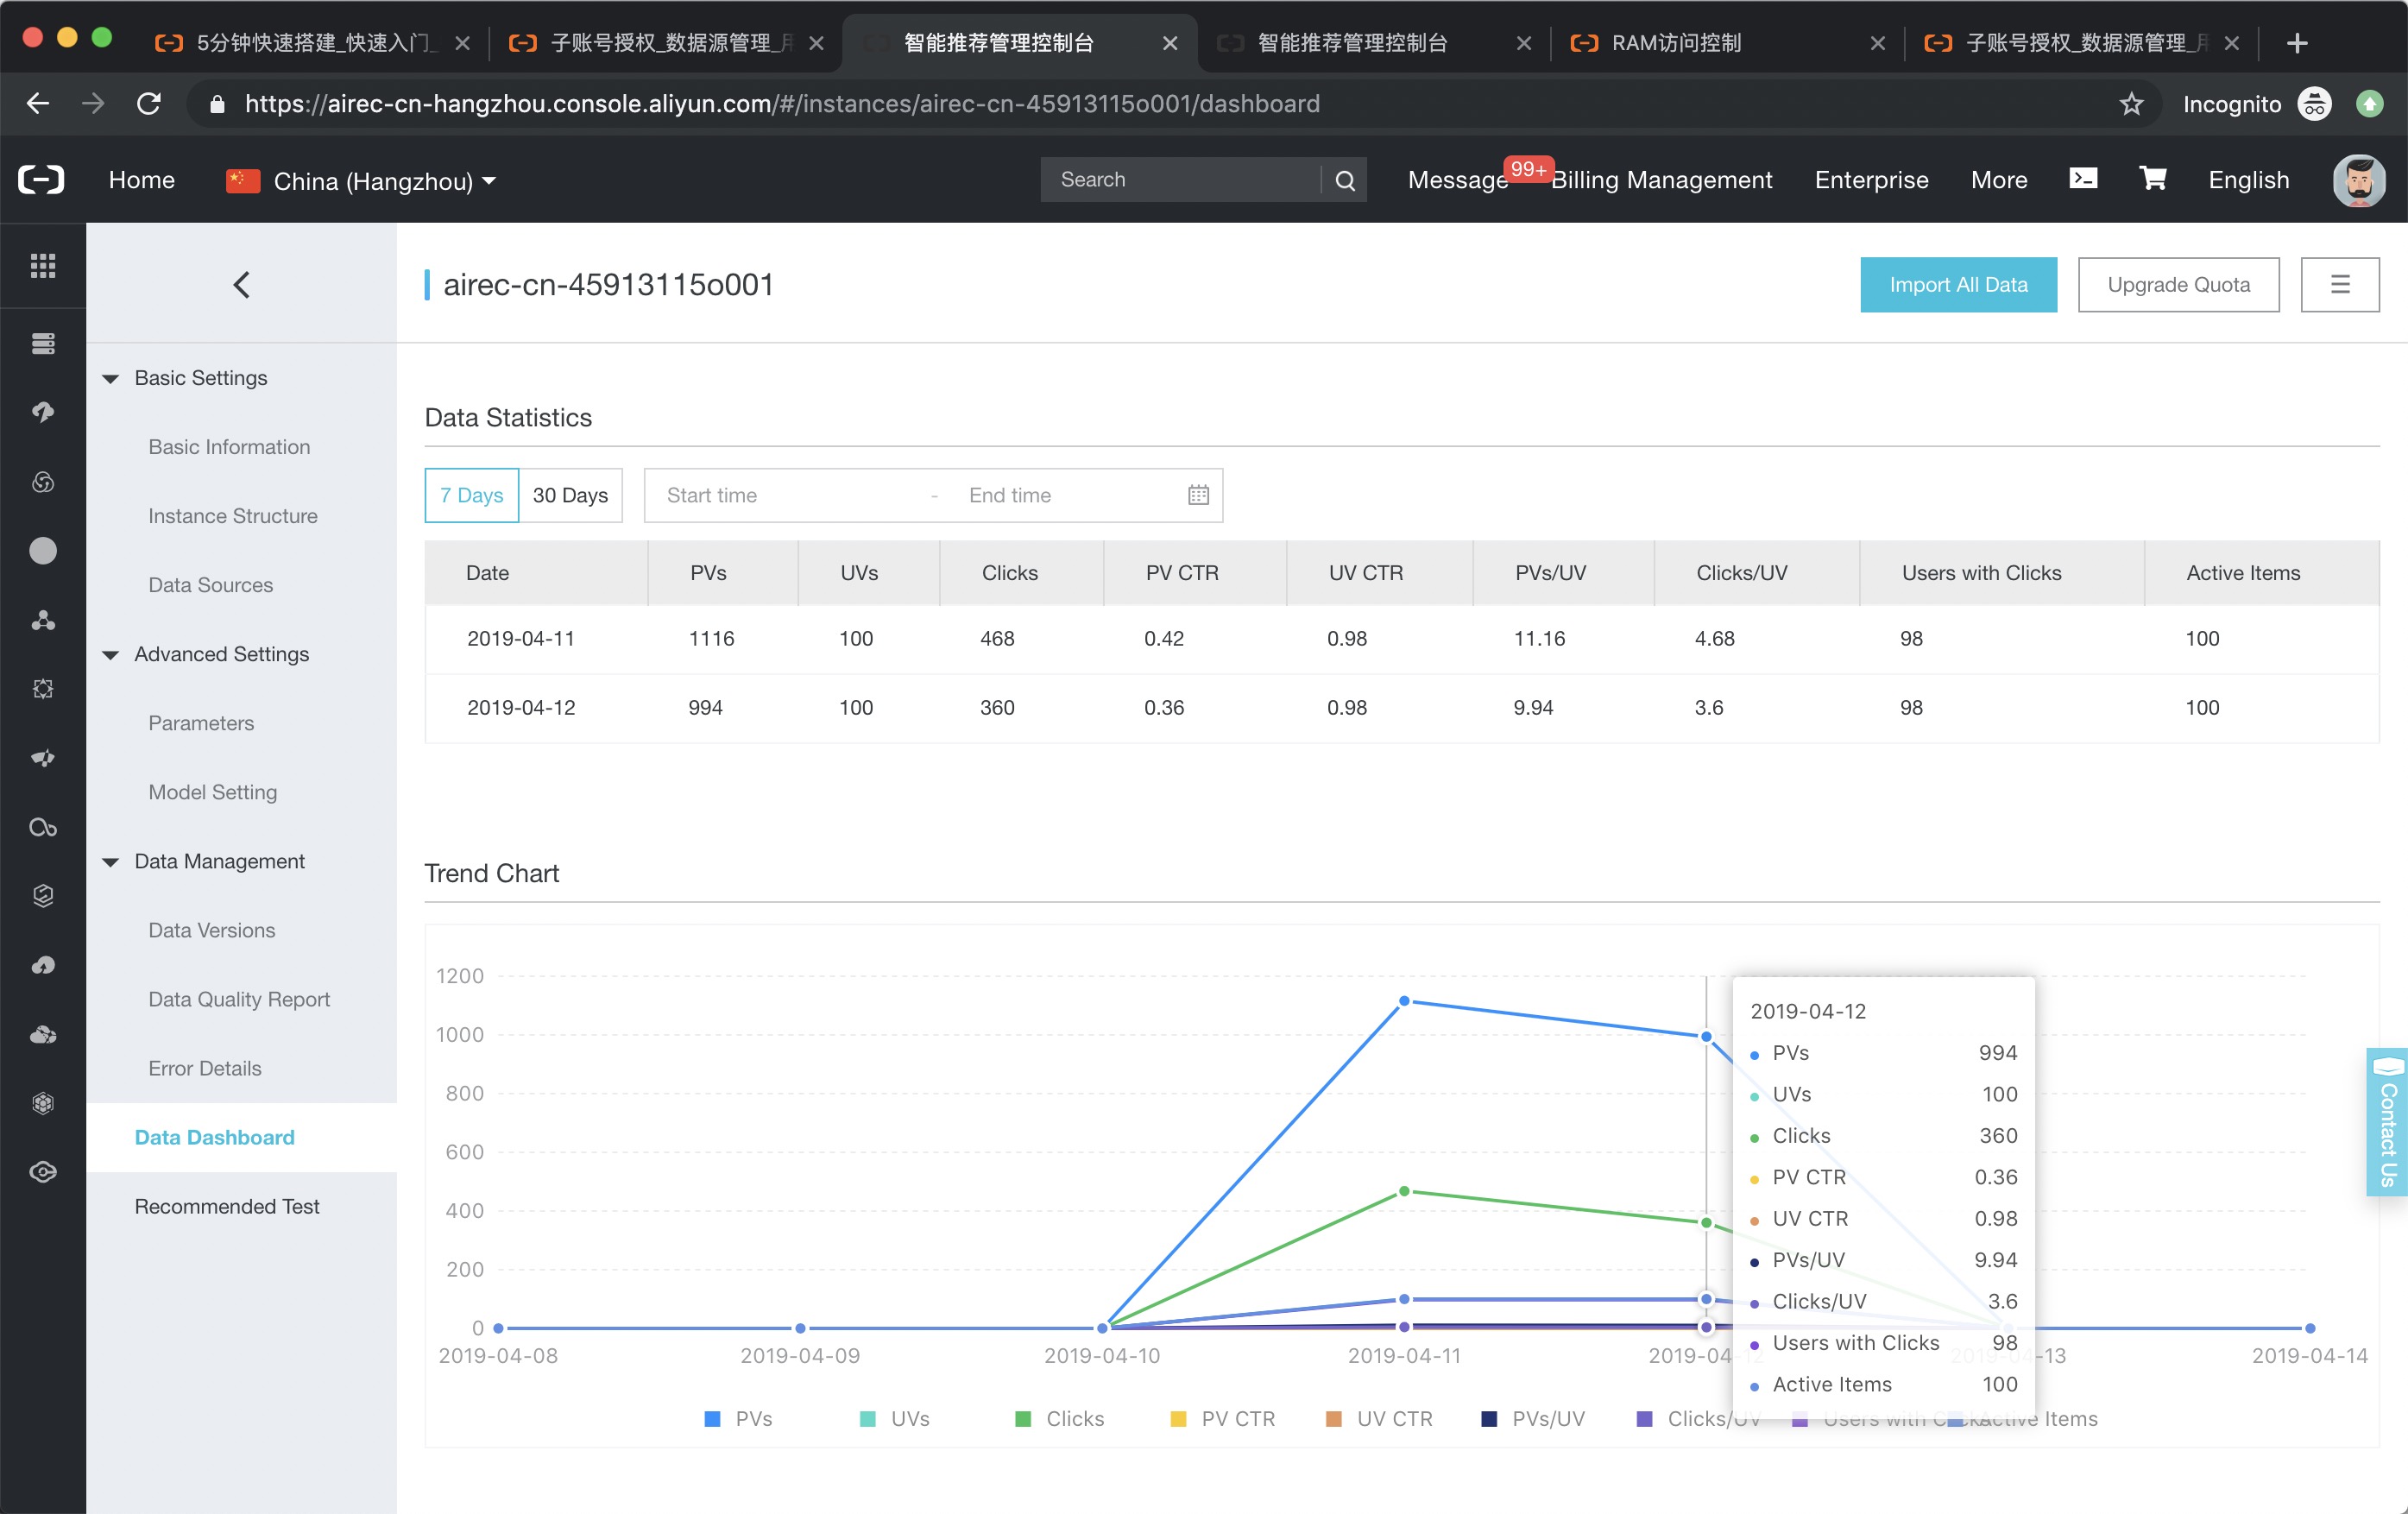 5分钟快速搭建_快速入门_
子账号授权_数据源管理_
智能推荐管理控制台
智能推荐管理控制台
RAM访问控制
子账号授权_数据源管理_
https://airec-cn-hangzhou.console.aliyun.com/#/instances/airec-cn-45913115o001/dashboard
Incognito
Home
China (Hangzhou)
Search
Message
99+
Billing Management
Enterprise
More
English
airec-cn-45913115o001
Import All Data
Upgrade Quota
Basic Settings
Basic Information
Instance Structure
Data Sources
Advanced Settings
Parameters
Model Setting
Data Management
Data Versions
Data Quality Report
Error Details
Data Dashboard
Recommended Test
Data Statistics
7 Days
30 Days
Start time - End time
Date PVs UVs Clicks PV CTR UV CTR PVs/UV Clicks/UV Users with Clicks Active Items
2019-04-11 1116 100 468 0.42 0.98 11.16 4.68 98 100
2019-04-12 994 100 360 0.36 0.98 9.94 3.6 98 100
Trend Chart
1200
1000
800
600
400
200
0
2019-04-08 2019-04-09 2019-04-10 2019-04-11 2019-04-12 2019-04-13 2019-04-14
2019-04-12
PVs 994
UVs 100
Clicks 360
PV CTR 0.36
UV CTR 0.98
PVs/UV 9.94
Clicks/UV 3.6
Users with Clicks 98
Active Items 100
PVs UVs Clicks PV CTR UV CTR PVs/UV Clicks/UV Users with Clicks Active Items
Contact Us